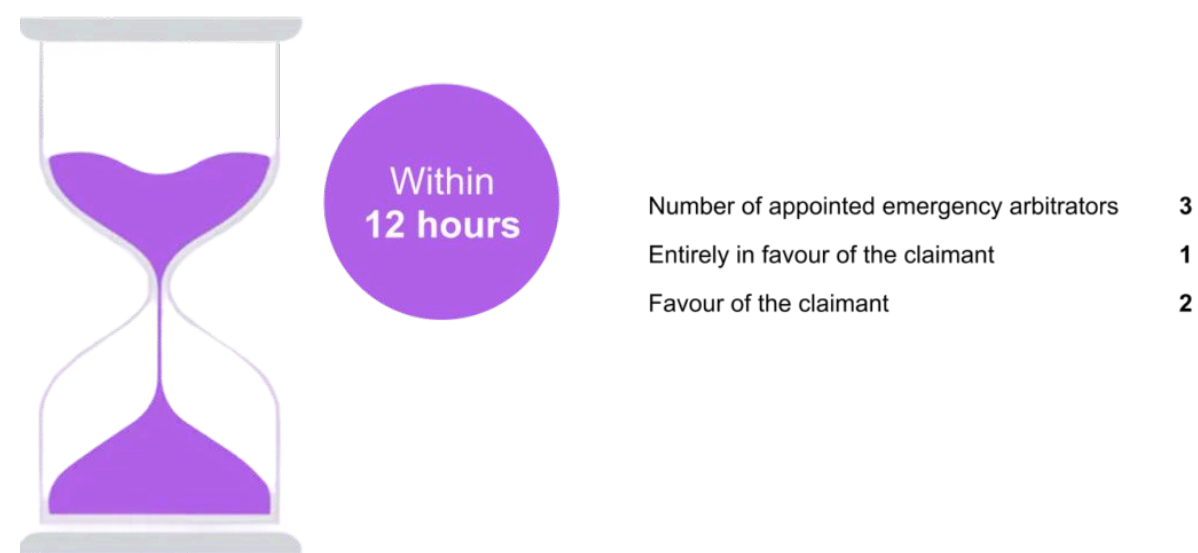 Within
12 hours
Number of appointed emergency arbitrators 3
Entirely in favour of the claimant 1
Favour of the claimant 2